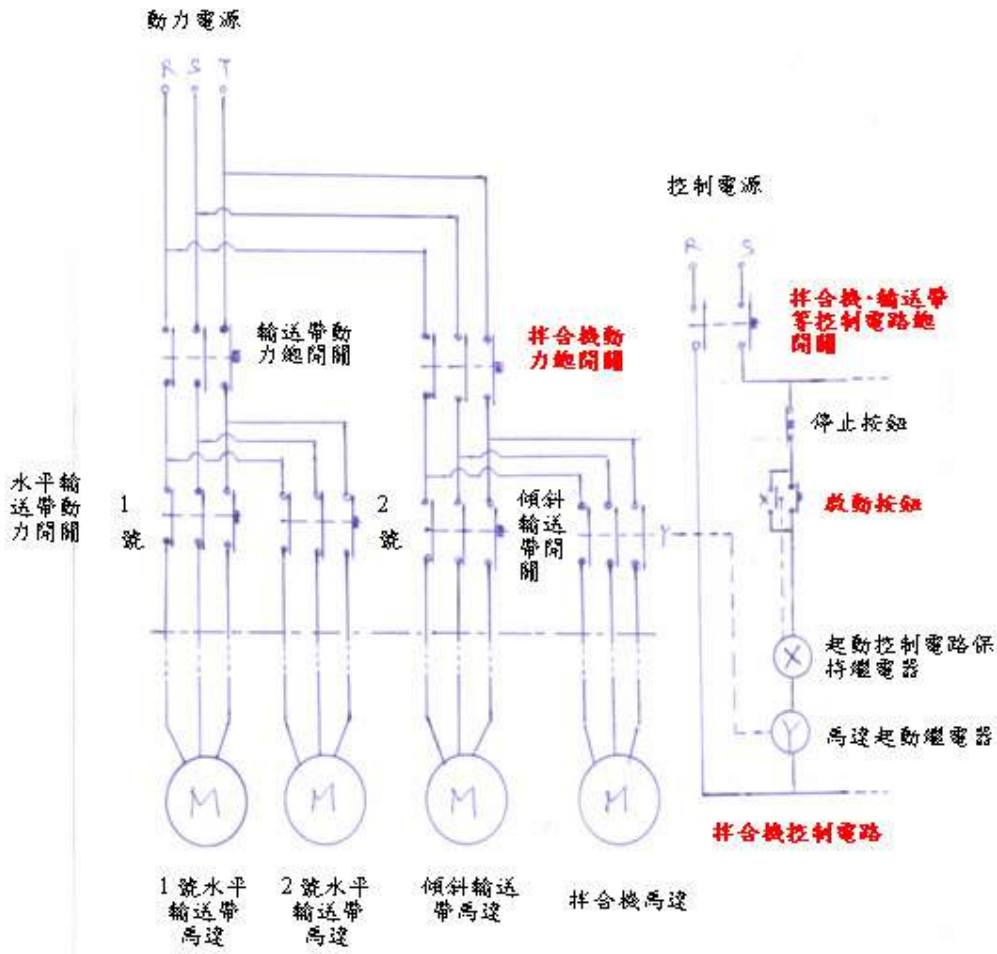 動力電源
R S T
控制電源
R S
拌合機、輸送帶
等控制電路總
開關
輸送帶動
力總開關
拌合機動
力總開關
停止按鈕
水平輸
送帶動
力開關
1
號
2
號
傾斜
輸送
帶開
關
Y
X
啟動按鈕
X
起動控制電路保
持繼電器
Y
馬達起動繼電器
M M M M
拌合機控制電路
1 號水平
輸送帶
馬達
2 號水平
輸送帶
馬達
傾斜輸送
帶馬達
拌合機馬達